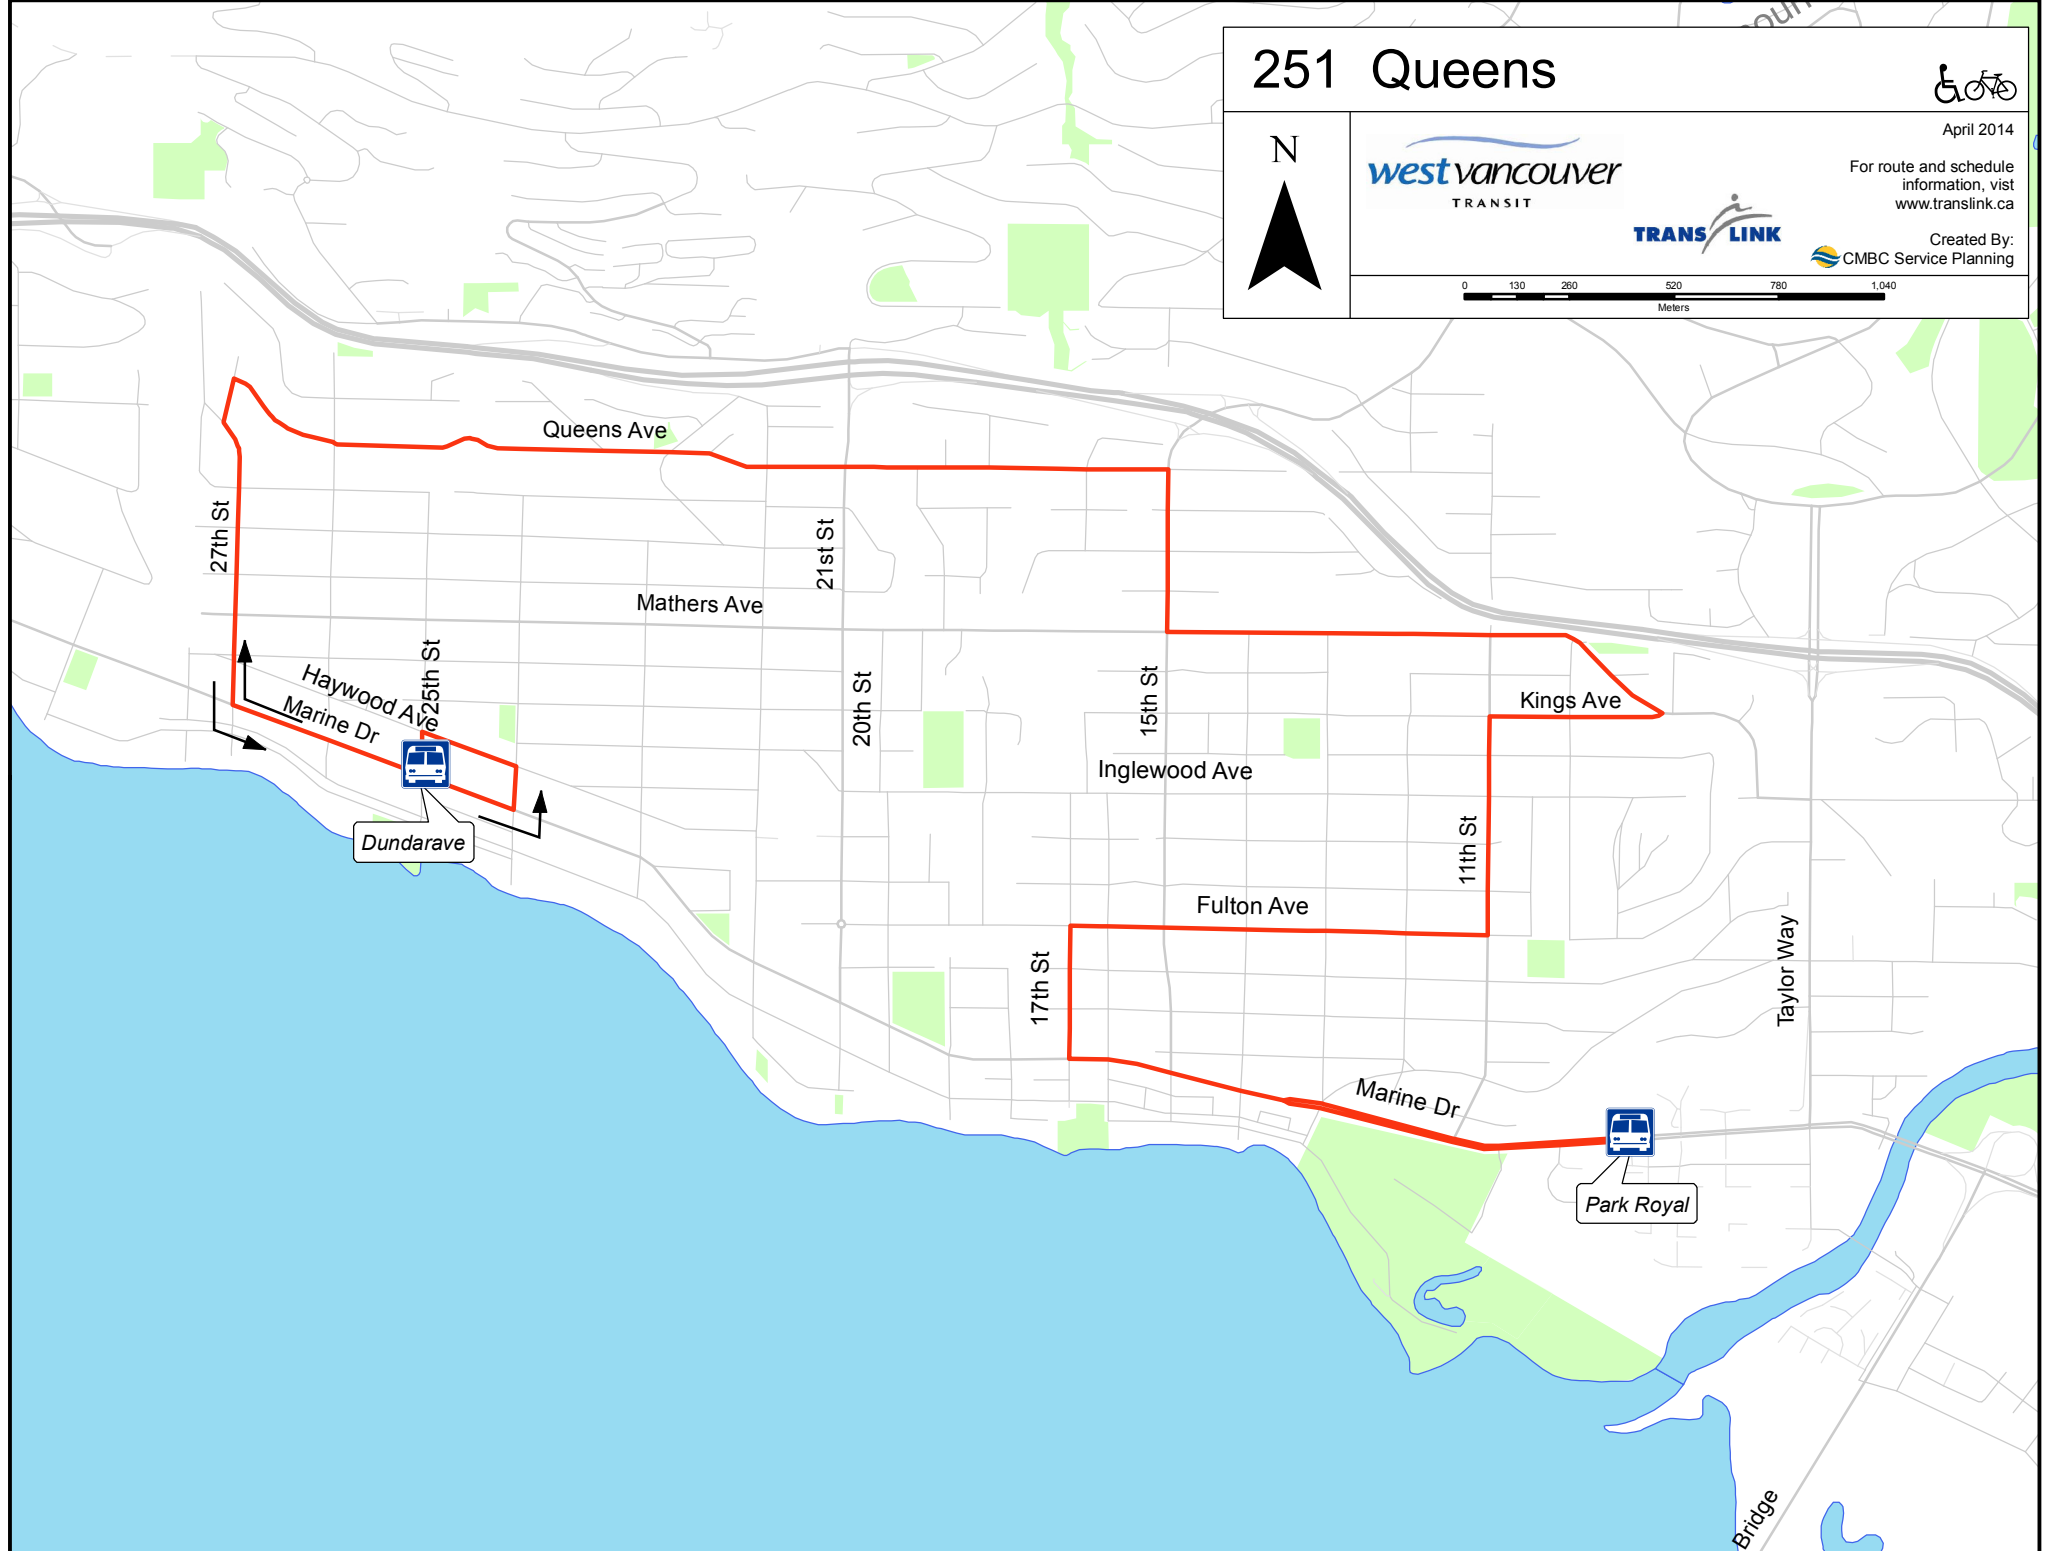 251 Queens
N
west vancouver
TRANSIT
TRANS LINK
April 2014
For route and schedule
information, vist
www.translink.ca
Created By:
CMBC Service Planning
0 130 260 520 780 1,040
Meters
Queens Ave
27th St
21st St
Mathers Ave
25th St
Haywood Ave
Marine Dr
20th St
15th St
Kings Ave
Inglewood Ave
11th St
Dundarave
Fulton Ave
17th St
Taylor Way
Marine Dr
Park Royal
Bridge